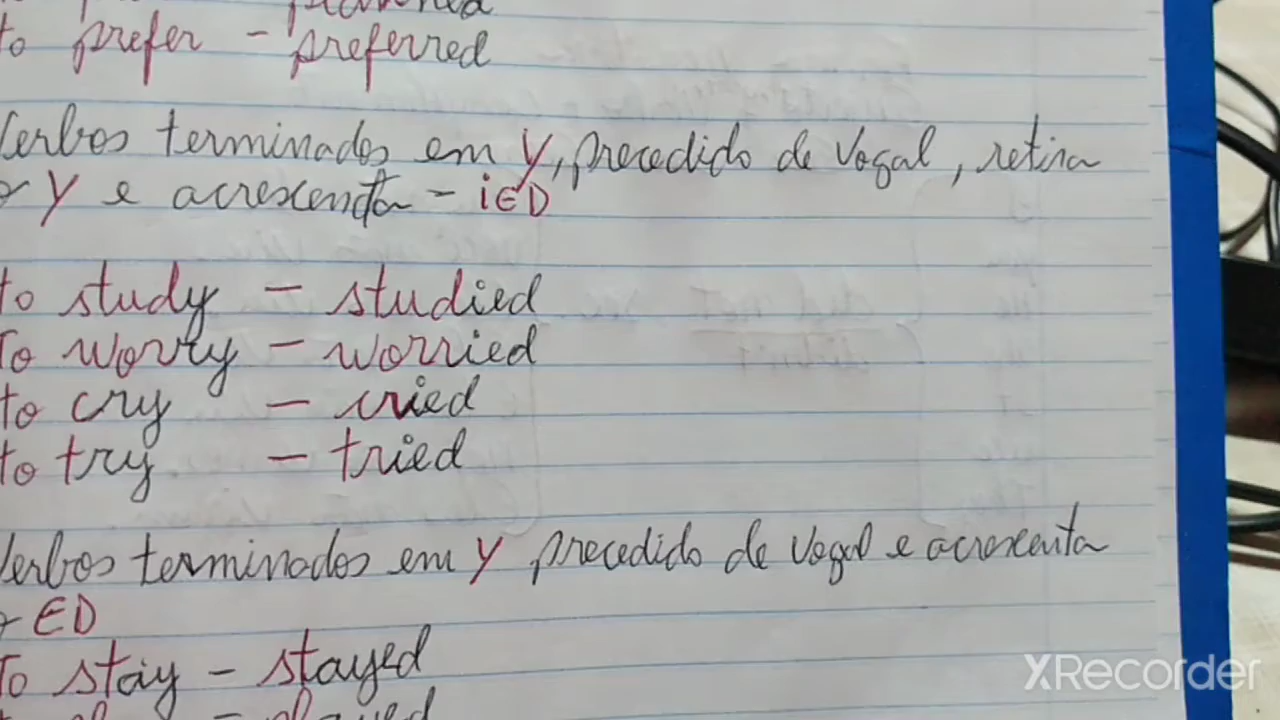 to prefer - preferred
Verbos terminados em y, precedido de vogal, retira
o y e acrescenta - iED
to study - studied
To worry - worried
to cry - cried
to try - tried
Verbos terminados em y precedido de vogal e acrescenta
- ED
To stay - stayed
XRecorder